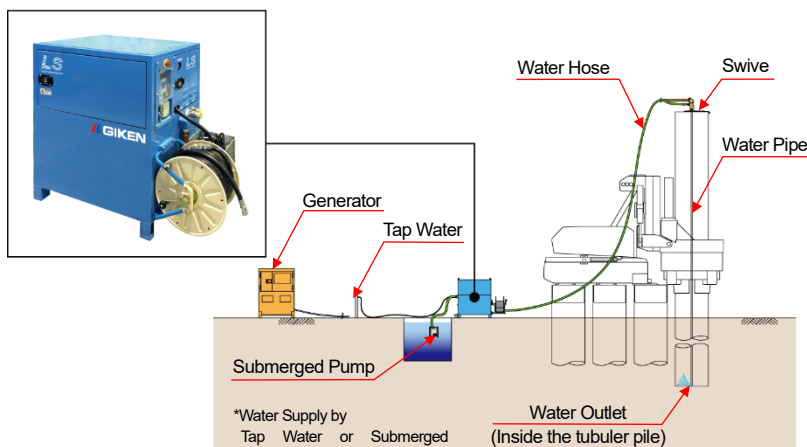 LS
LS
GIKEN
Water Hose
Swive
Water Pipe
Generator
Tap Water
Submerged Pump
Water Outlet
(Inside the tubuler pile)
*Water Supply by
Tap Water or Submerged